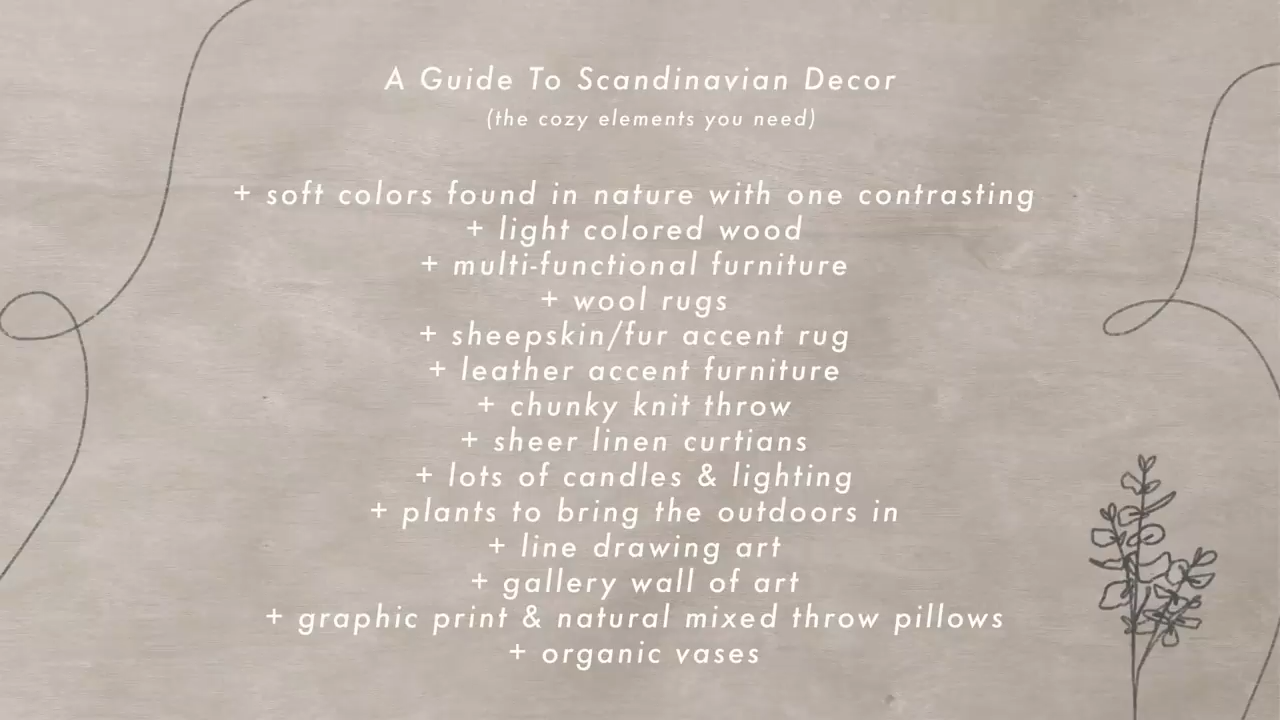 A Guide To Scandinavian Decor
(the cozy elements you need)
+ soft colors found in nature with one contrasting
+ light colored wood
+ multi-functional furniture
+ wool rugs
+ sheepskin/fur accent rug
+ leather accent furniture
+ chunky knit throw
+ sheer linen curtians
+ lots of candles & lighting
+ plants to bring the outdoors in
+ line drawing art
+ gallery wall of art
+ graphic print & natural mixed throw pillows
+ organic vases